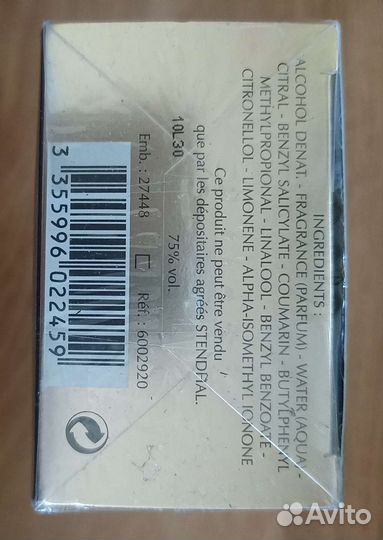 INGREDIENTS :
ALCOHOL DENAT. - FRAGRANCE (PARFUM) - WATER (AQUA) -
CITRAL - BENZYL SALICYLATE - COUMARIN - BUTYLPHENYL
METHYLPROPIONAL - LINALOOL - BENZYL BENZOATE -
CITRONELLOL - LIMONENE - ALPHA-ISOMETHYL IONONE
Ce produit ne peut être vendu
que par les dépositaires agréés STENDHAL.
10L30
75% vol.
Emb. : 27448 Réf. : 6002920
3 355996 022459
Avito